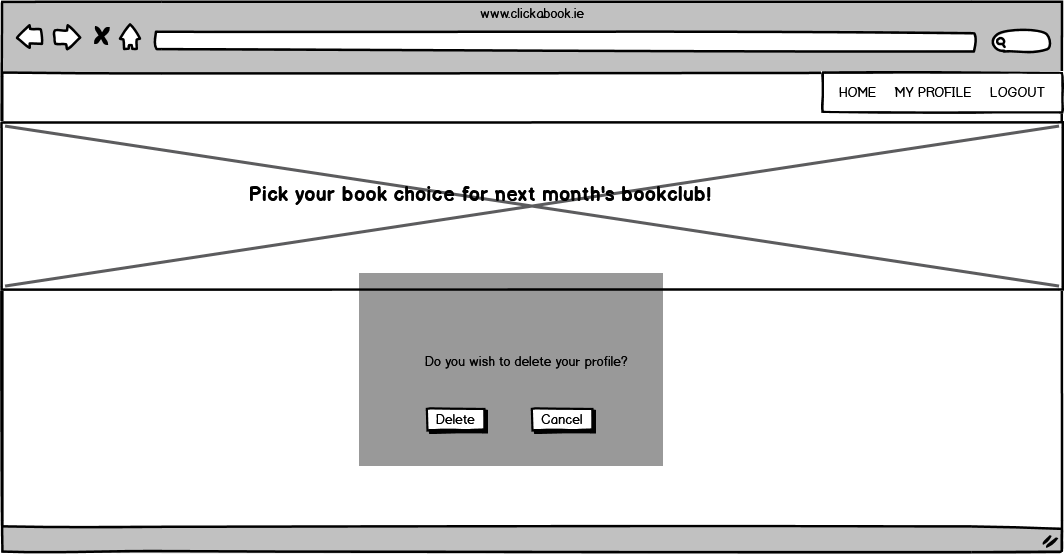 www.clickabook.ie
HOME MY PROFILE LOGOUT
Pick your book choice for next month's bookclub!
Do you wish to delete your profile?
Delete Cancel